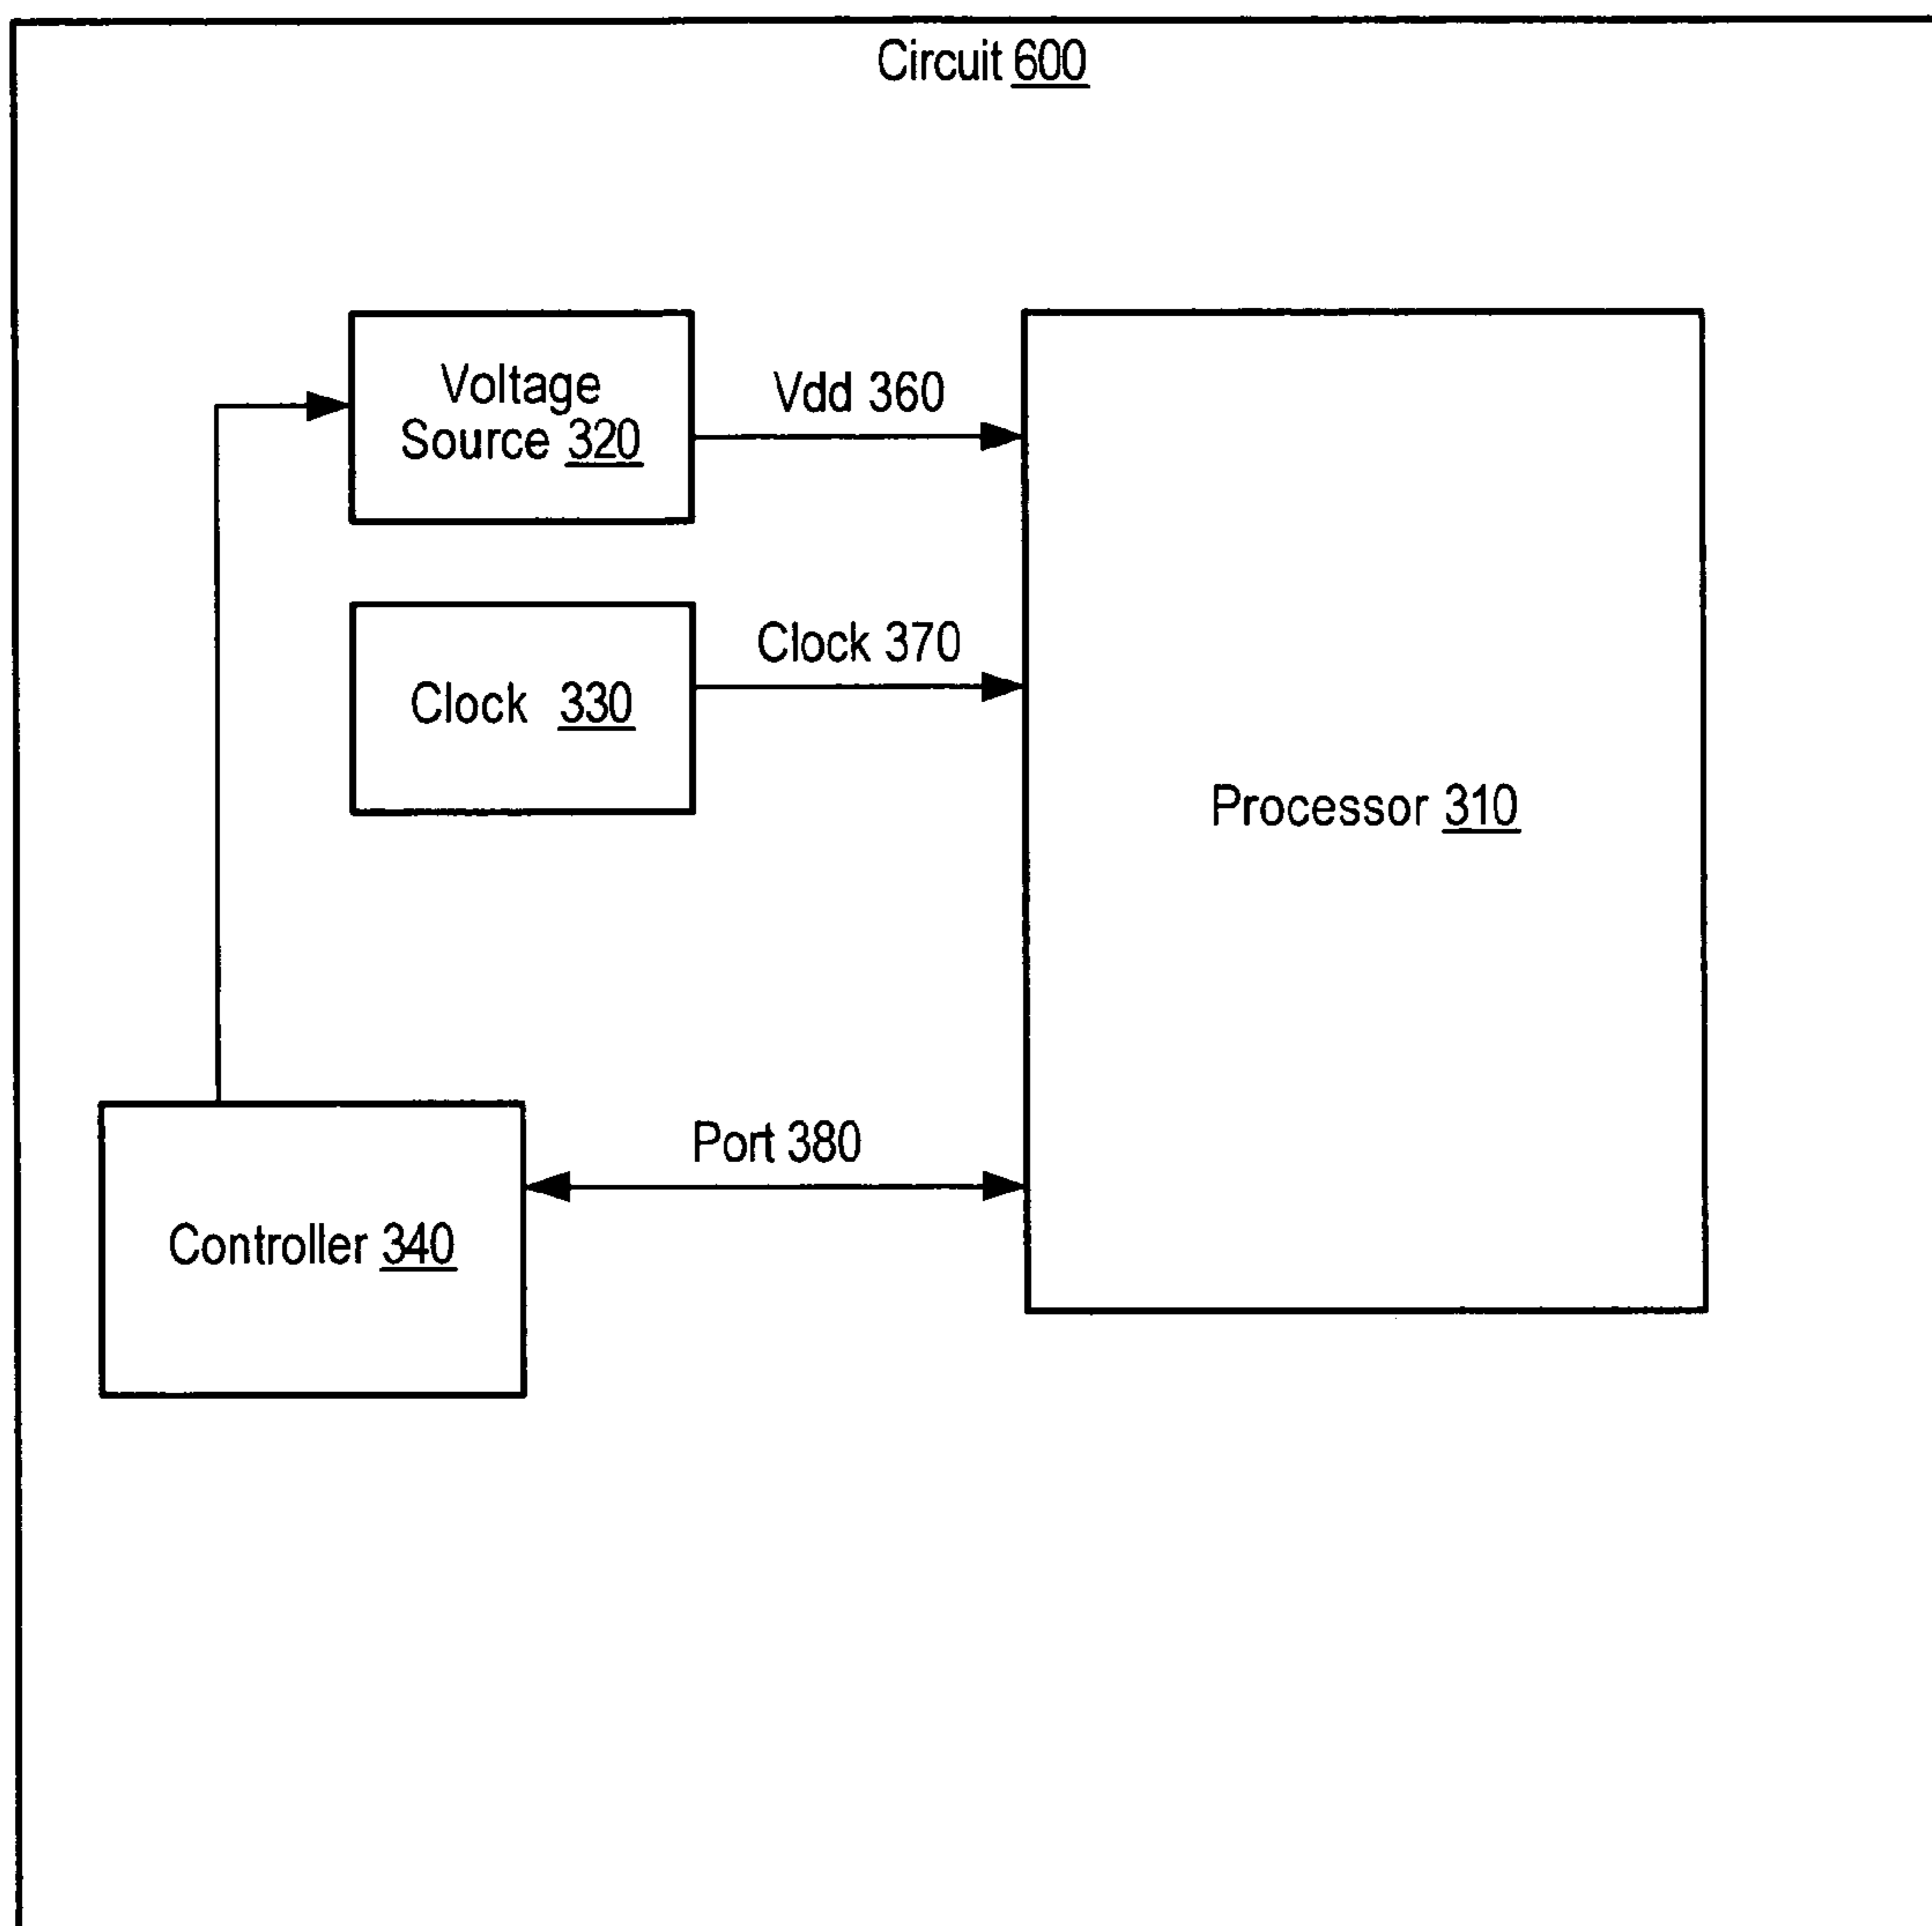 Circuit 600
Voltage
Source 320
Vdd 360
Clock 330
Clock 370
Processor 310
Port 380
Controller 340